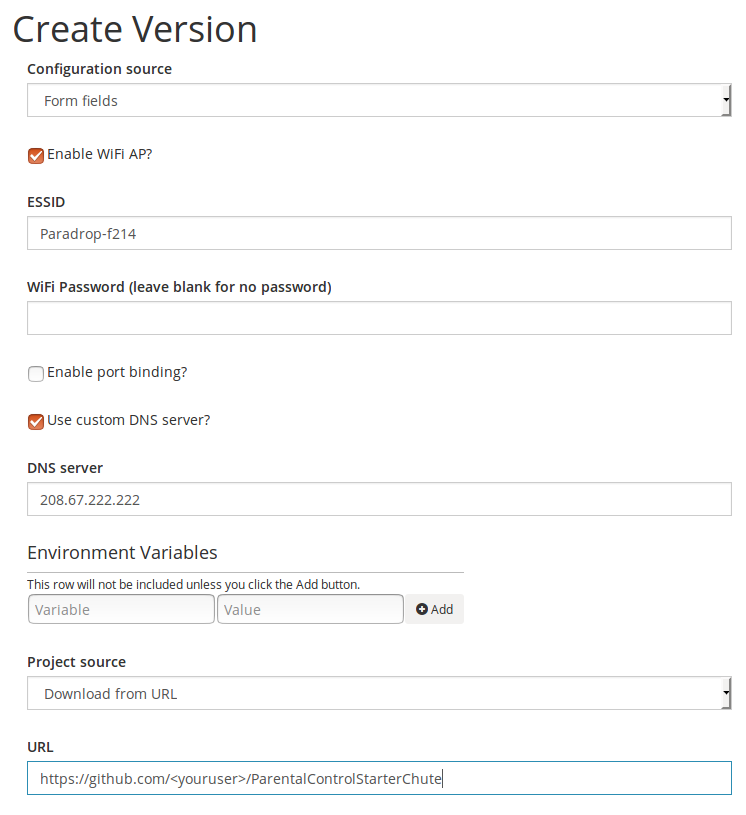 Create Version
Configuration source
Form fields
Enable WiFi AP?
ESSID
Paradrop-f214
WiFi Password (leave blank for no password)
Enable port binding?
Use custom DNS server?
DNS server
208.67.222.222
Environment Variables
This row will not be included unless you click the Add button.
Variable Value Add
Project source
Download from URL
URL
https://github.com/<youruser>/ParentalControlStarterChute